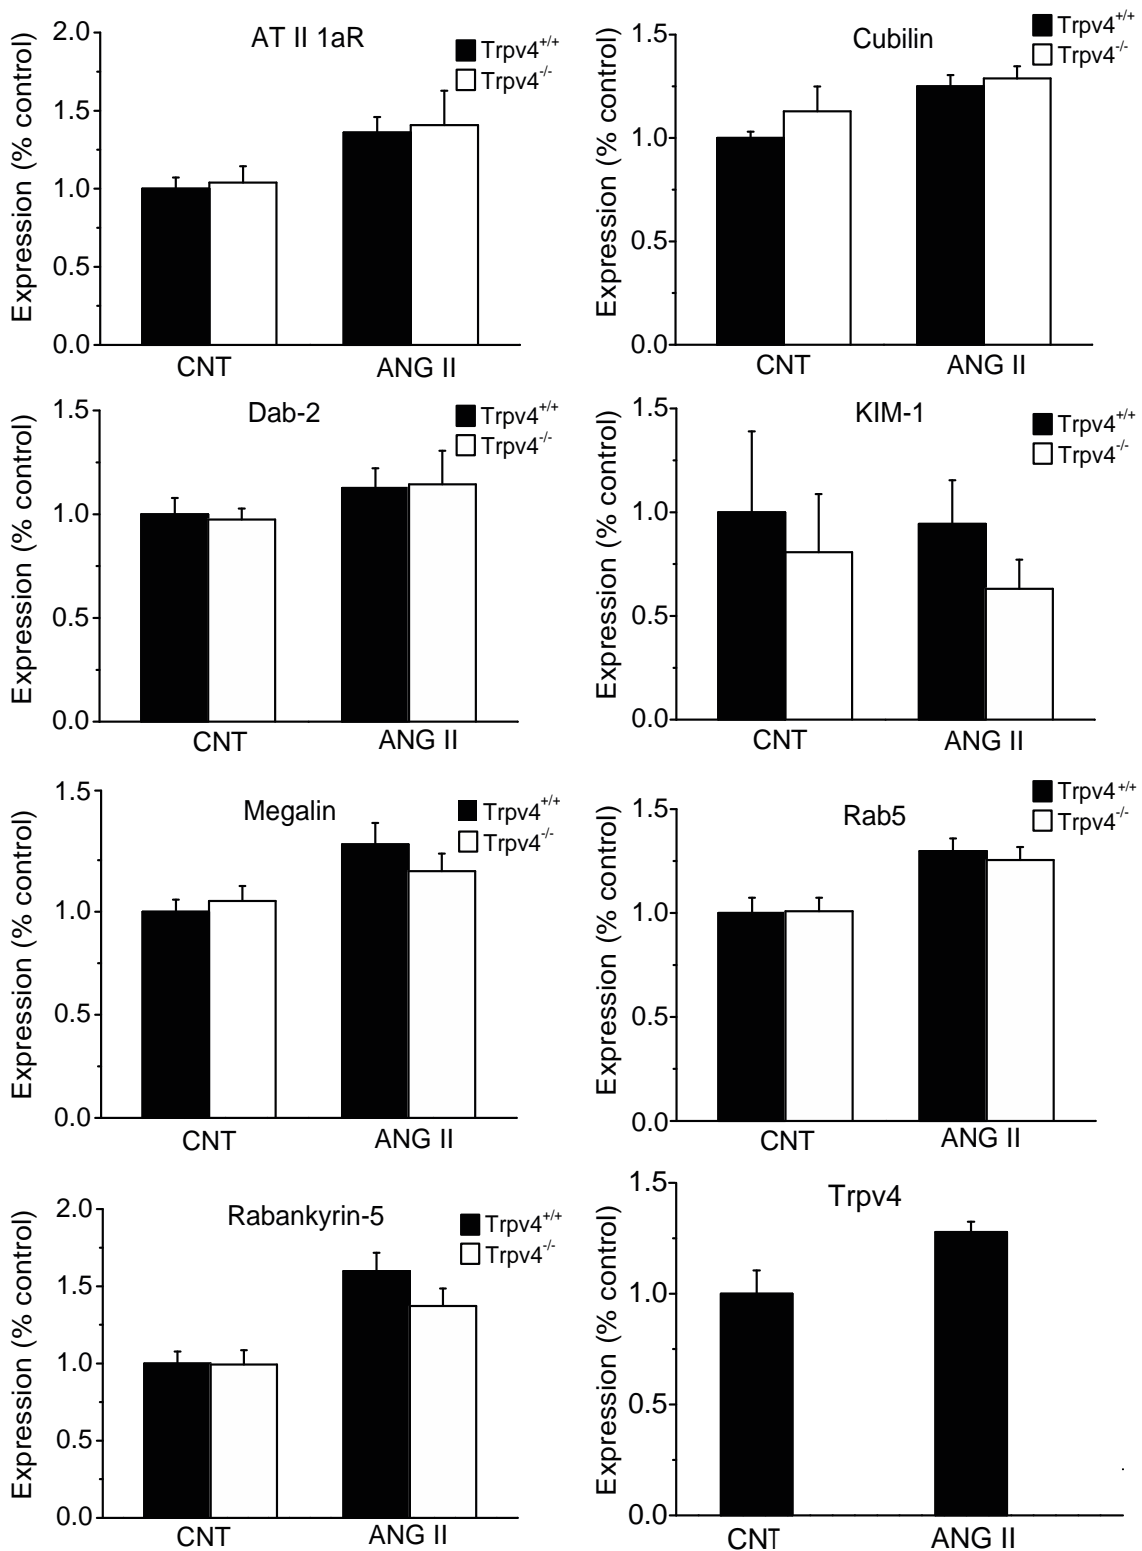 AT II 1aR
Trpv4+/+
Trpv4-/-
Expression (% control)
2.0
1.5
1.0
0.5
0.0
CNT ANG II
Cubilin
Trpv4+/+
Trpv4-/-
Expression (% control)
1.5
1.0
0.5
0.0
CNT ANG II
Dab-2
Trpv4+/+
Trpv4-/-
Expression (% control)
1.5
1.0
0.5
0.0
CNT ANG II
KIM-1
Trpv4+/+
Trpv4-/-
Expression (% control)
1.5
1.0
0.5
0.0
CNT ANG II
Megalin
Trpv4+/+
Trpv4-/-
Expression (% control)
1.5
1.0
0.5
0.0
CNT ANG II
Rab5
Trpv4+/+
Trpv4-/-
Expression (% control)
1.5
1.0
0.5
0.0
CNT ANG II
Rabankyrin-5
Trpv4+/+
Trpv4-/-
Expression (% control)
2.0
1.5
1.0
0.5
0.0
CNT ANG II
Trpv4
Expression (% control)
1.5
1.0
0.5
0.0
CNT ANG II